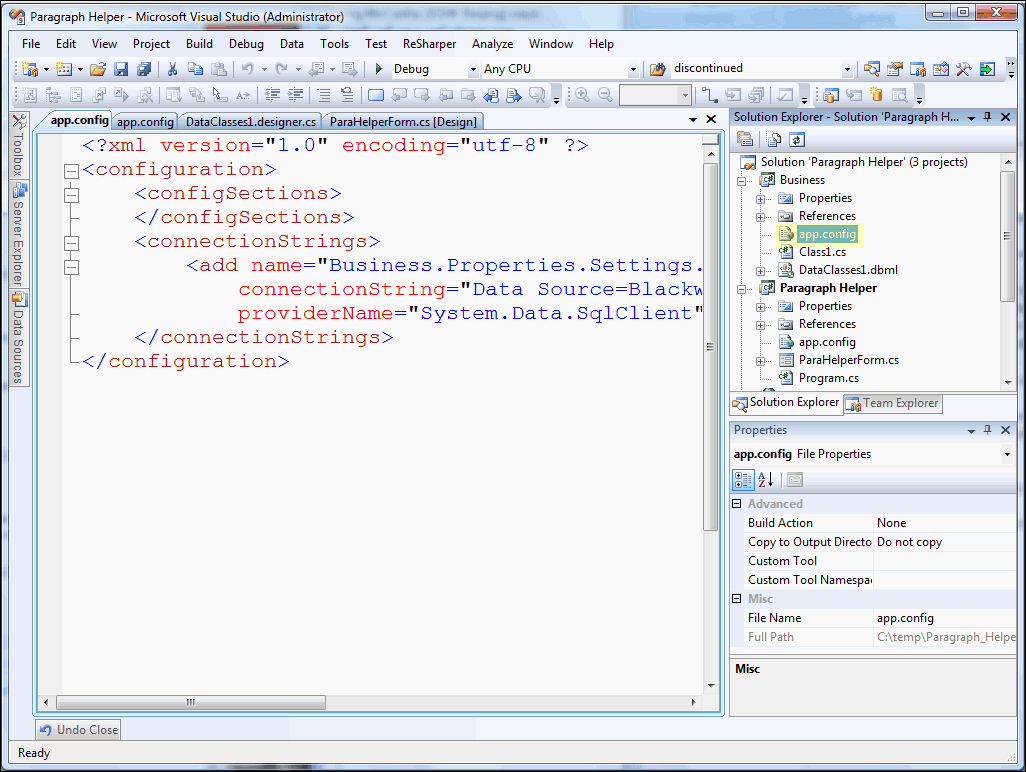 Paragraph Helper - Microsoft Visual Studio (Administrator)
File Edit View Project Build Debug Data Tools Test ReSharper Analyze Window Help
Debug Any CPU discontinued
app.config app.config DataClasses1.designer.cs ParaHelperForm.cs [Design]
Toolbox
Server Explorer
Data Sources
<?xml version="1.0" encoding="utf-8" ?>
<configuration>
<configSections>
</configSections>
<connectionStrings>
<add name="Business.Properties.Settings.
connectionString="Data Source=Blackw
providerName="System.Data.SqlClient"
</connectionStrings>
</configuration>
Undo Close
Ready
Solution Explorer - Solution 'Paragraph H...
Solution 'Paragraph Helper' (3 projects)
Business
Properties
References
app.config
Class1.cs
DataClasses1.dbml
Paragraph Helper
Properties
References
app.config
ParaHelperForm.cs
Program.cs
Solution Explorer Team Explorer
Properties
app.config File Properties
Advanced
Build Action None
Copy to Output Directo Do not copy
Custom Tool
Custom Tool Namespa
Misc
File Name app.config
Full Path C:\temp\Paragraph_Helpe
Misc